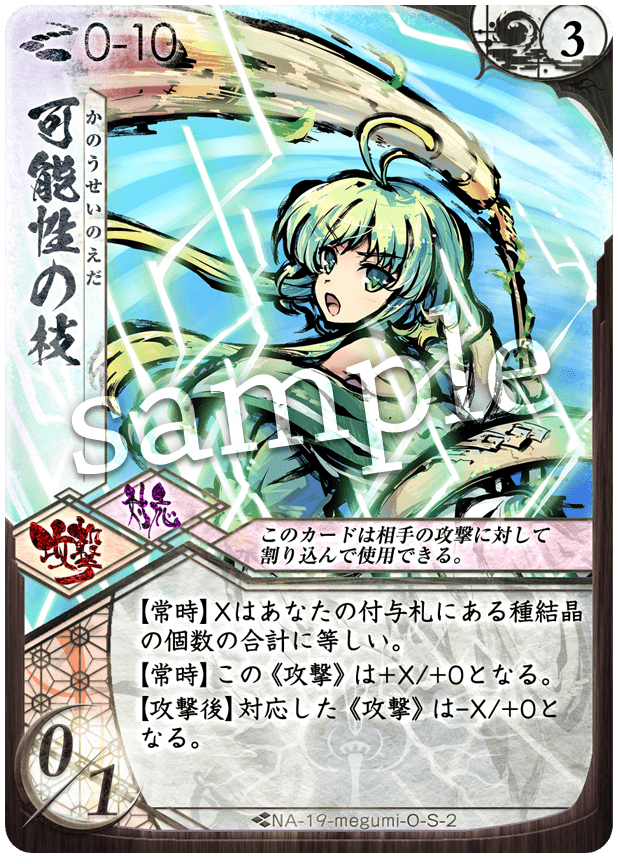 0-10
3
可能性の枝
かのうせいのえだ
sample
攻撃
対応
このカードは相手の攻撃に対して
割り込んで使用できる。
【常時】Xはあなたの付与札にある種結晶
の個数の合計に等しい。
【常時】この《攻撃》は+X/+0となる。
【攻撃後】対応した《攻撃》は-X/+0と
なる。
0/1
NA-19-megumi-O-S-2